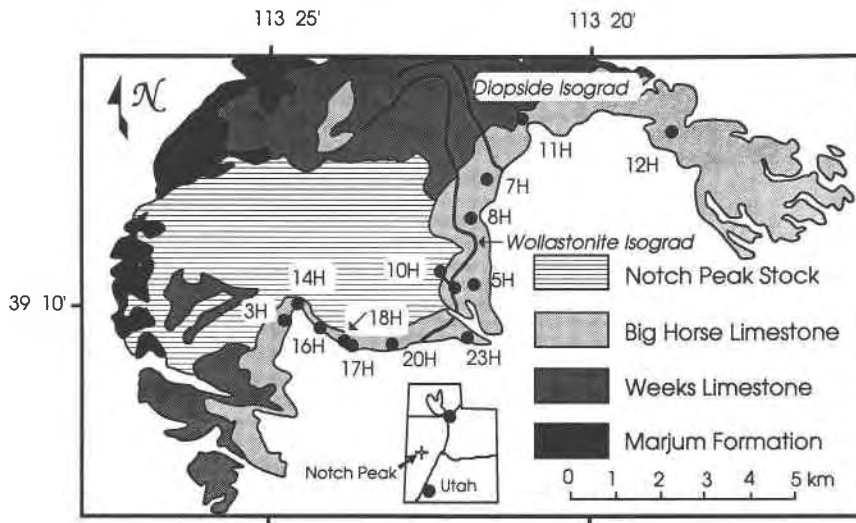 113 25'
113 20'
N
Diopside Isograd
11H
12H
7H
8H
Wollastonite Isograd
10H
14H
5H
Notch Peak Stock
39 10'
3H
18H
Big Horse Limestone
16H
17H
20H
23H
Weeks Limestone
Marjum Formation
Notch Peak
Utah
0 1 2 3 4 5 km